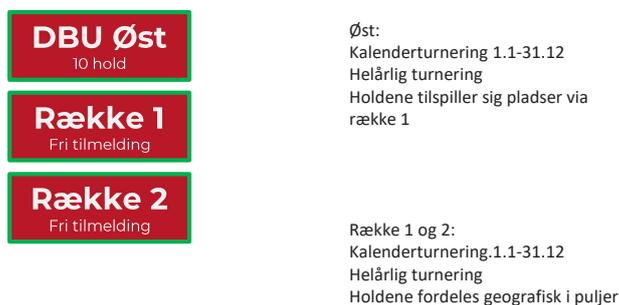 DBU Øst
10 hold
Række 1
Fri tilmelding
Række 2
Fri tilmelding
Øst:
Kalenderturnering 1.1-31.12
Helårlig turnering
Holdene tilspiller sig pladser via
række 1
Række 1 og 2:
Kalenderturnering.1.1-31.12
Helårlig turnering
Holdene fordeles geografisk i puljer